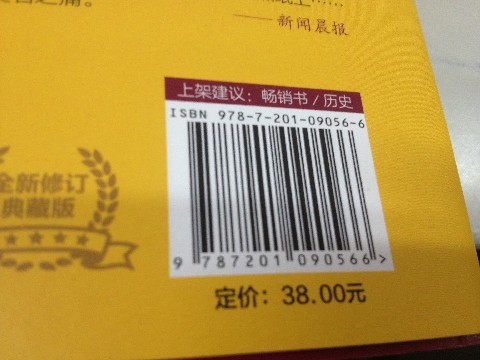 ——新闻晨报
上架建议：畅销书 / 历史
ISBN 978-7-201-09056-6
全新修订
典藏版
9 787201 090566 >
定价：38.00元